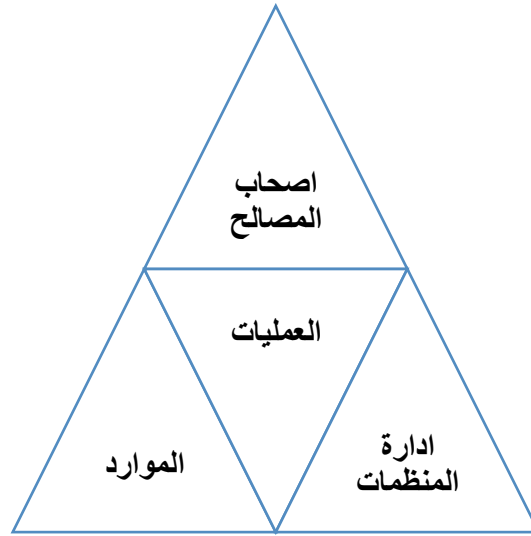 اصحاب
المصالح
العمليات
ادارة
المنظمات
الموارد